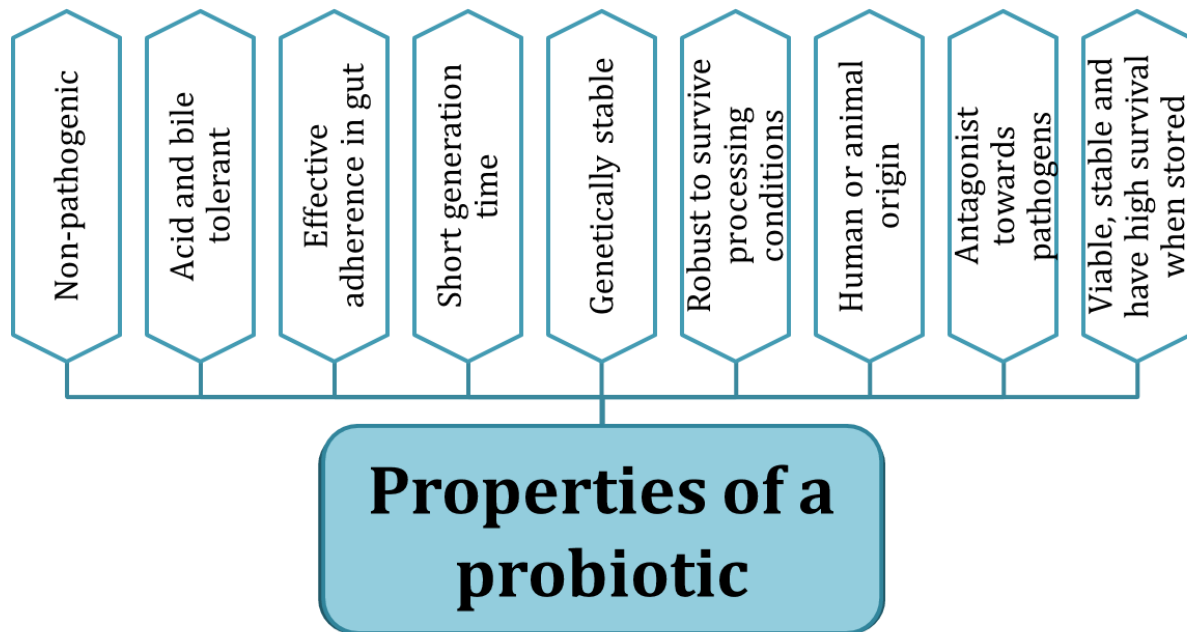 Non-pathogenic
Acid and bile
tolerant
Effective
adherence in gut
Short generation
time
Genetically stable
Robust to survive
processing
conditions
Human or animal
origin
Antagonist
towards
pathogens
Viable, stable and
have high survival
when stored
Properties of a
probiotic